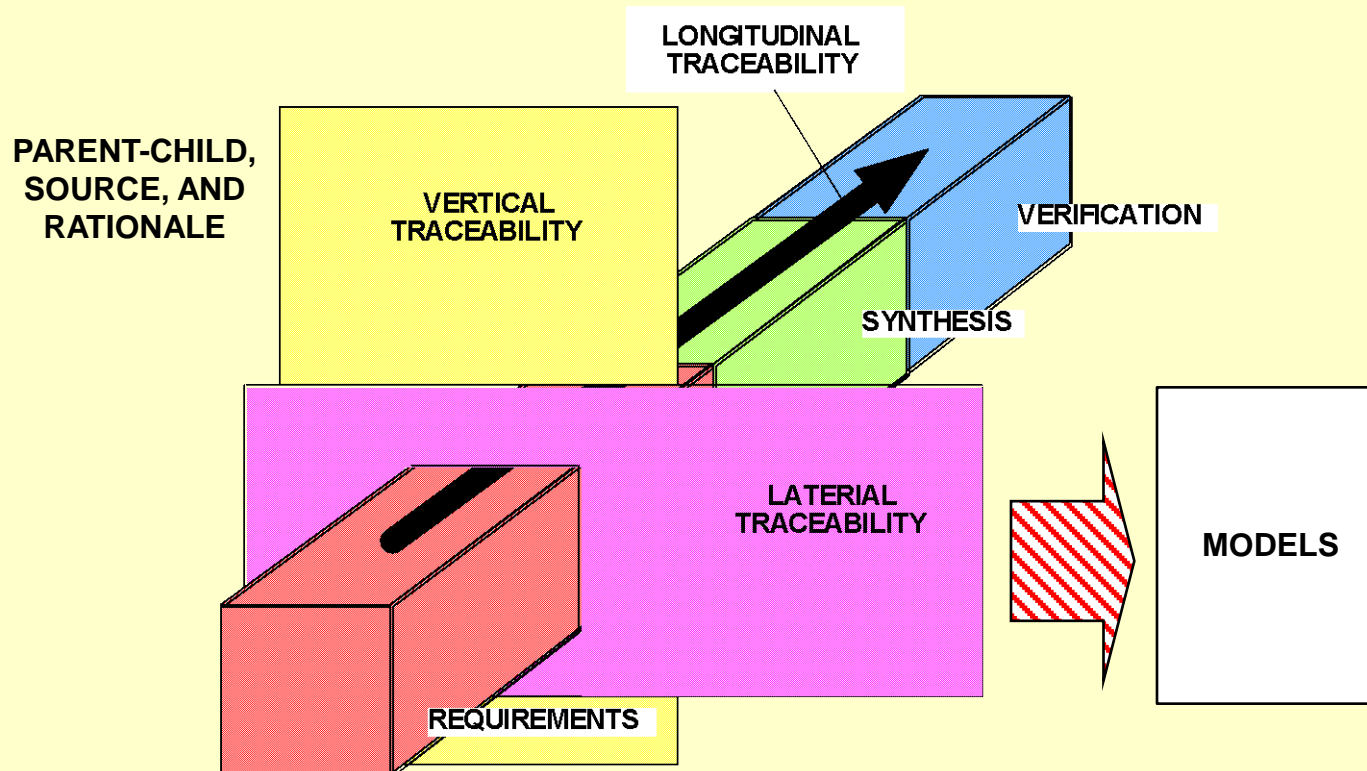 LONGITUDINAL
TRACEABILITY
PARENT-CHILD,
SOURCE, AND
RATIONALE
VERTICAL
TRACEABILITY
VERIFICATION
SYNTHESIS
LATERIAL
TRACEABILITY
MODELS
REQUIREMENTS